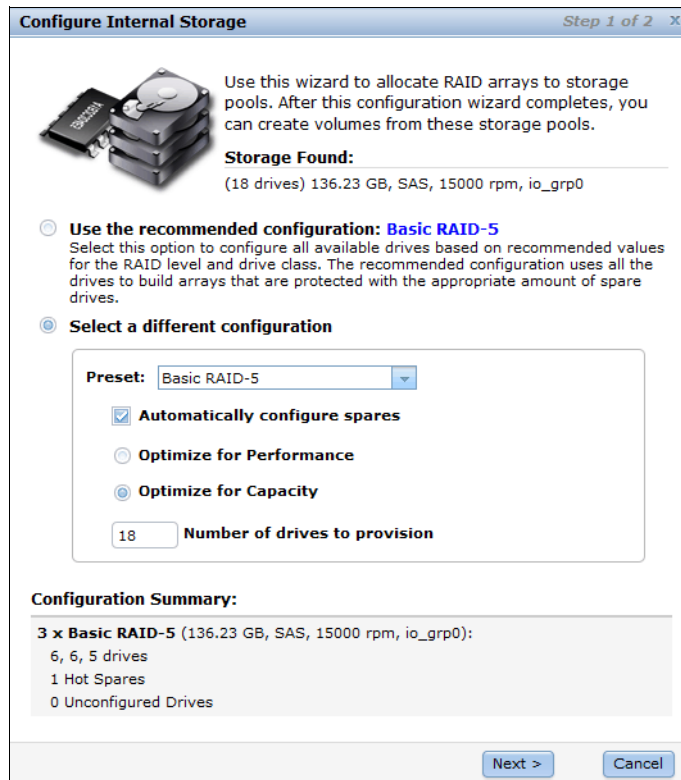 Configure Internal Storage Step 1 of 2 X
Use this wizard to allocate RAID arrays to storage
pools. After this configuration wizard completes, you
can create volumes from these storage pools.
Storage Found:
(18 drives) 136.23 GB, SAS, 15000 rpm, io_grp0
Use the recommended configuration: Basic RAID-5
Select this option to configure all available drives based on recommended values
for the RAID level and drive class. The recommended configuration uses all the
drives to build arrays that are protected with the appropriate amount of spare
drives.
Select a different configuration
Preset: Basic RAID-5
Automatically configure spares
Optimize for Performance
Optimize for Capacity
18 Number of drives to provision
Configuration Summary:
3 x Basic RAID-5 (136.23 GB, SAS, 15000 rpm, io_grp0):
6, 6, 5 drives
1 Hot Spares
0 Unconfigured Drives
Next > Cancel